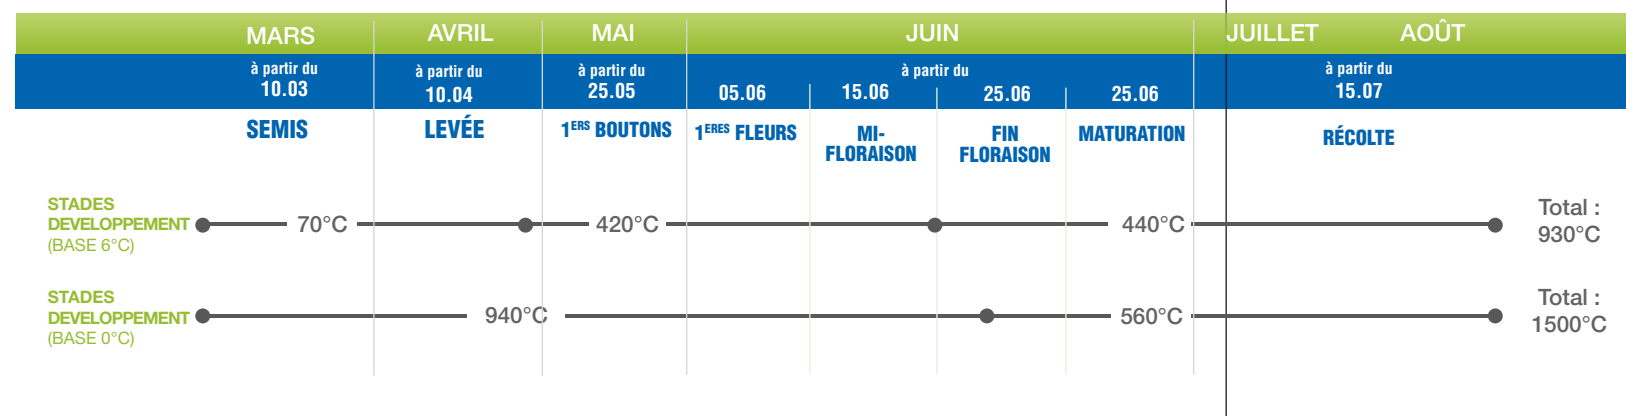 MARS AVRIL MAI JUIN JUILLET AOÛT
à partir du à partir du à partir du à partir du à partir du
10.03 10.04 25.05 05.06 15.06 25.06 25.06 15.07
SEMIS LEVÉE 1ERS BOUTONS 1ERES FLEURS MI- FIN MATURATION RÉCOLTE
FLORAISON FLORAISON
STADES
DEVELOPPEMENT 70°C 420°C 440°C Total :
(BASE 6°C) 930°C
STADES
DEVELOPPEMENT 940°C 560°C Total :
(BASE 0°C) 1500°C